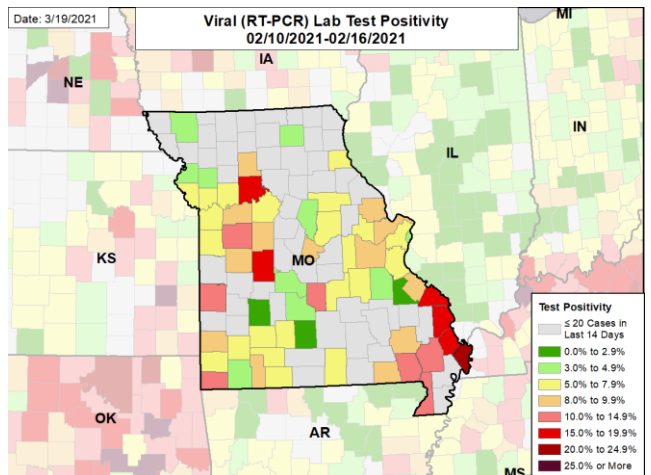 Date: 3/19/2021
Viral (RT-PCR) Lab Test Positivity
02/10/2021-02/16/2021
MI
IA
NE
IL
IN
KS
MO
OK
AR
MS
Test Positivity
≤ 20 Cases in
Last 14 Days
0.0% to 2.9%
3.0% to 4.9%
5.0% to 7.9%
8.0% to 9.9%
10.0% to 14.9%
15.0% to 19.9%
20.0% to 24.9%
25.0% or More